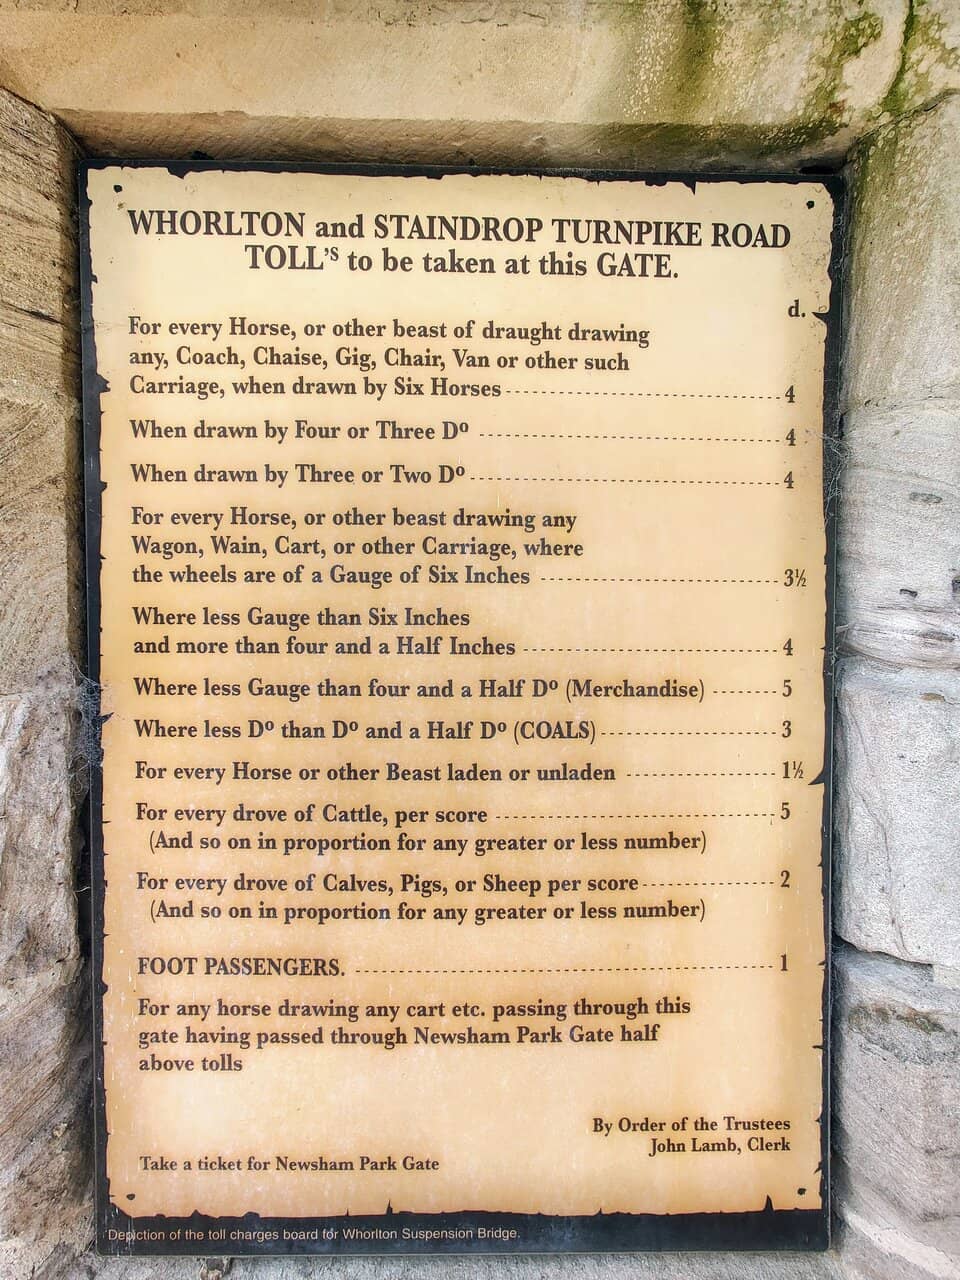 WHORLTON and STAINDROP TURNPIKE ROAD
TOLL'S to be taken at this GATE.
d.
For every Horse, or other beast of draught drawing
any, Coach, Chaise, Gig, Chair, Van or other such
Carriage, when drawn by Six Horses ---------- 4
When drawn by Four or Three Dº ---------- 4
When drawn by Three or Two Dº ---------- 4
For every Horse, or other beast drawing any
Wagon, Wain, Cart, or other Carriage, where
the wheels are of a Gauge of Six Inches ---------- 3½
Where less Gauge than Six Inches
and more than four and a Half Inches ---------- 4
Where less Gauge than four and a Half Dº (Merchandise) -------- 5
Where less Dº than Dº and a Half Dº (COALS) ---------- 3
For every Horse or other Beast laden or unladen ---------- 1½
For every drove of Cattle, per score ---------- 5
(And so on in proportion for any greater or less number)
For every drove of Calves, Pigs, or Sheep per score ---------- 2
(And so on in proportion for any greater or less number)
FOOT PASSENGERS. ---------- 1
For any horse drawing any cart etc. passing through this
gate having passed through Newsham Park Gate half
above tolls
By Order of the Trustees
John Lamb, Clerk
Take a ticket for Newsham Park Gate
Depiction of the toll charges board for Whorlton Suspension Bridge.